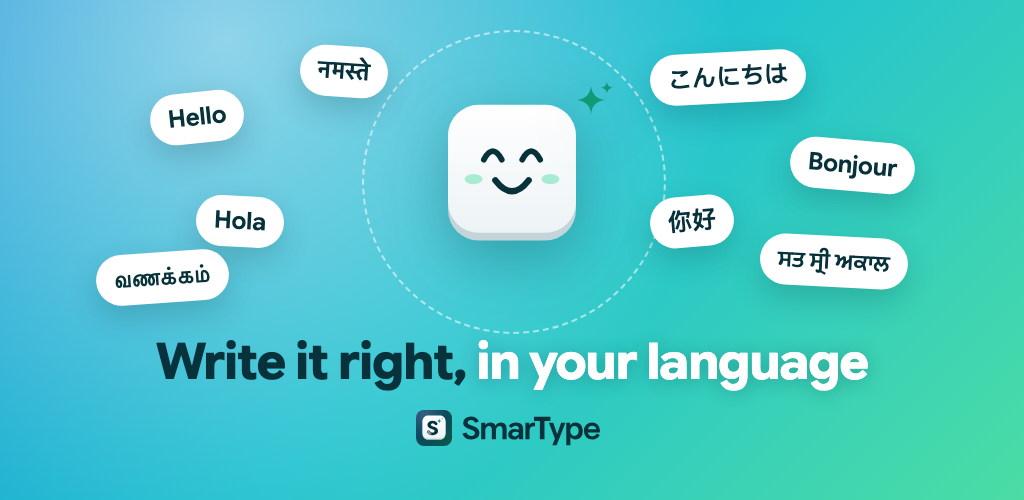 नमस्ते
こんにちは
Hello
Bonjour
Hola
你好
வணக்கம்
ਸਤ ਸ੍ਰੀ ਅਕਾਲ
Write it right, in your language
S SmarType